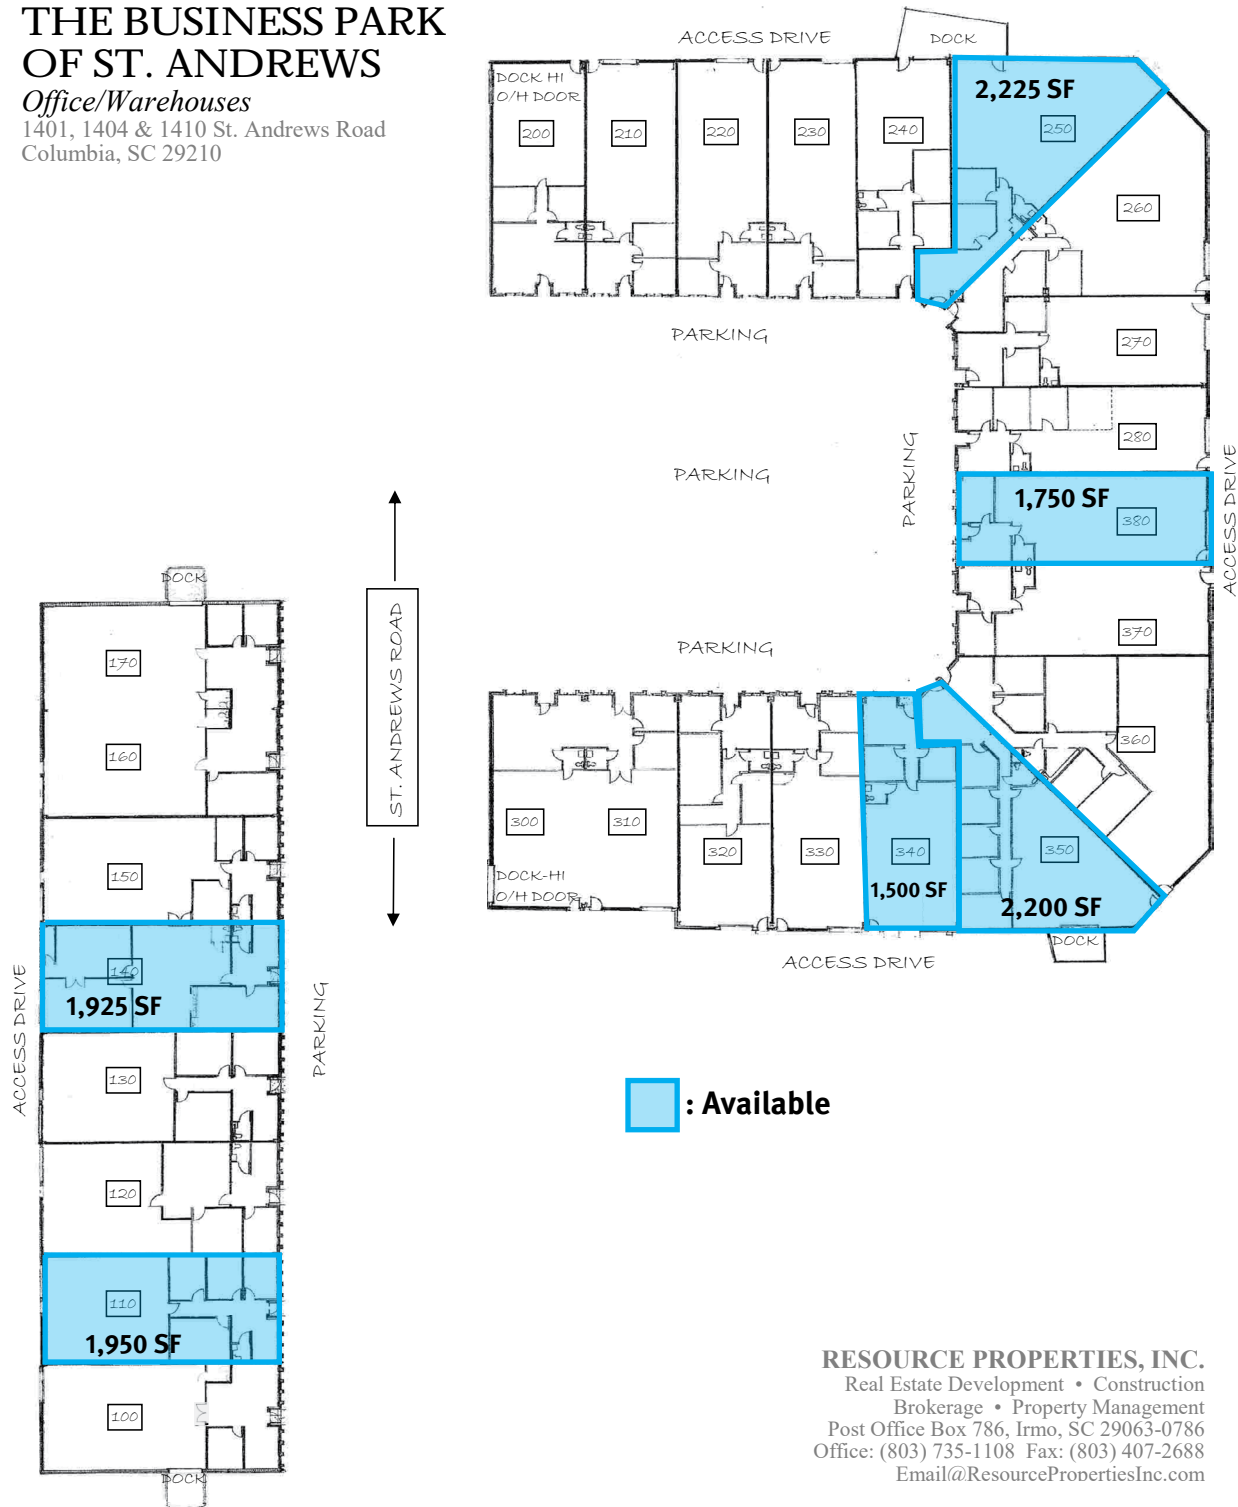 THE BUSINESS PARK
OF ST. ANDREWS
Office/Warehouses
1401, 1404 & 1410 St. Andrews Road
Columbia, SC 29210
ACCESS DRIVE
DOCK
DOCK HI
O/H DOOR
2,225 SF
200
210
220
230
240
250
260
PARKING
270
280
PARKING
PARKING
ACCESS DRIVE
1,750 SF
380
370
PARKING
360
300
310
320
330
340
350
DOCK-HI
O/H DOOR
1,500 SF
2,200 SF
DOCK
ACCESS DRIVE
ST. ANDREWS ROAD
DOCK
170
160
150
140
1,925 SF
ACCESS DRIVE
PARKING
130
120
110
1,950 SF
100
DOCK
: Available
RESOURCE PROPERTIES, INC.
Real Estate Development • Construction
Brokerage • Property Management
Post Office Box 786, Irmo, SC 29063-0786
Office: (803) 735-1108 Fax: (803) 407-2688
Email@ResourcePropertiesInc.com